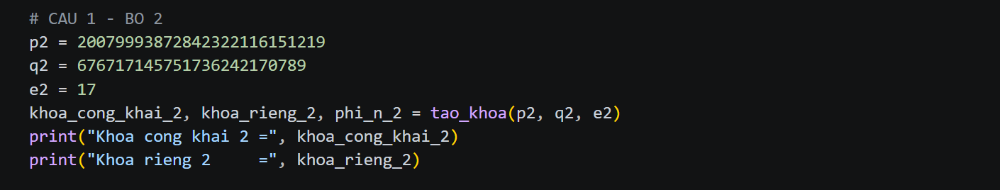 # CAU 1 - BO 2
p2 = 20079993872842322116151219
q2 = 676717145751736242170789
e2 = 17
khoa_cong_khai_2, khoa_rieng_2, phi_n_2 = tao_khoa(p2, q2, e2)
print("Khoa cong khai 2 =", khoa_cong_khai_2)
print("Khoa rieng 2     =", khoa_rieng_2)